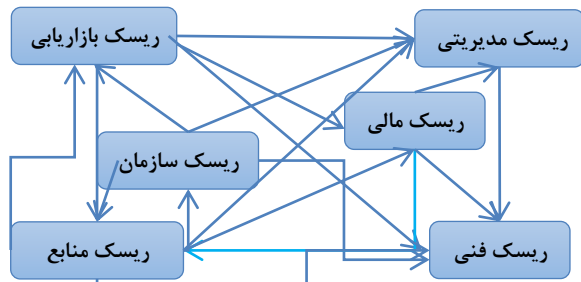 ریسک مدیریتی
ریسک بازاریابی
ریسک مالی
ریسک سازمان
ریسک فنی
ریسک منابع